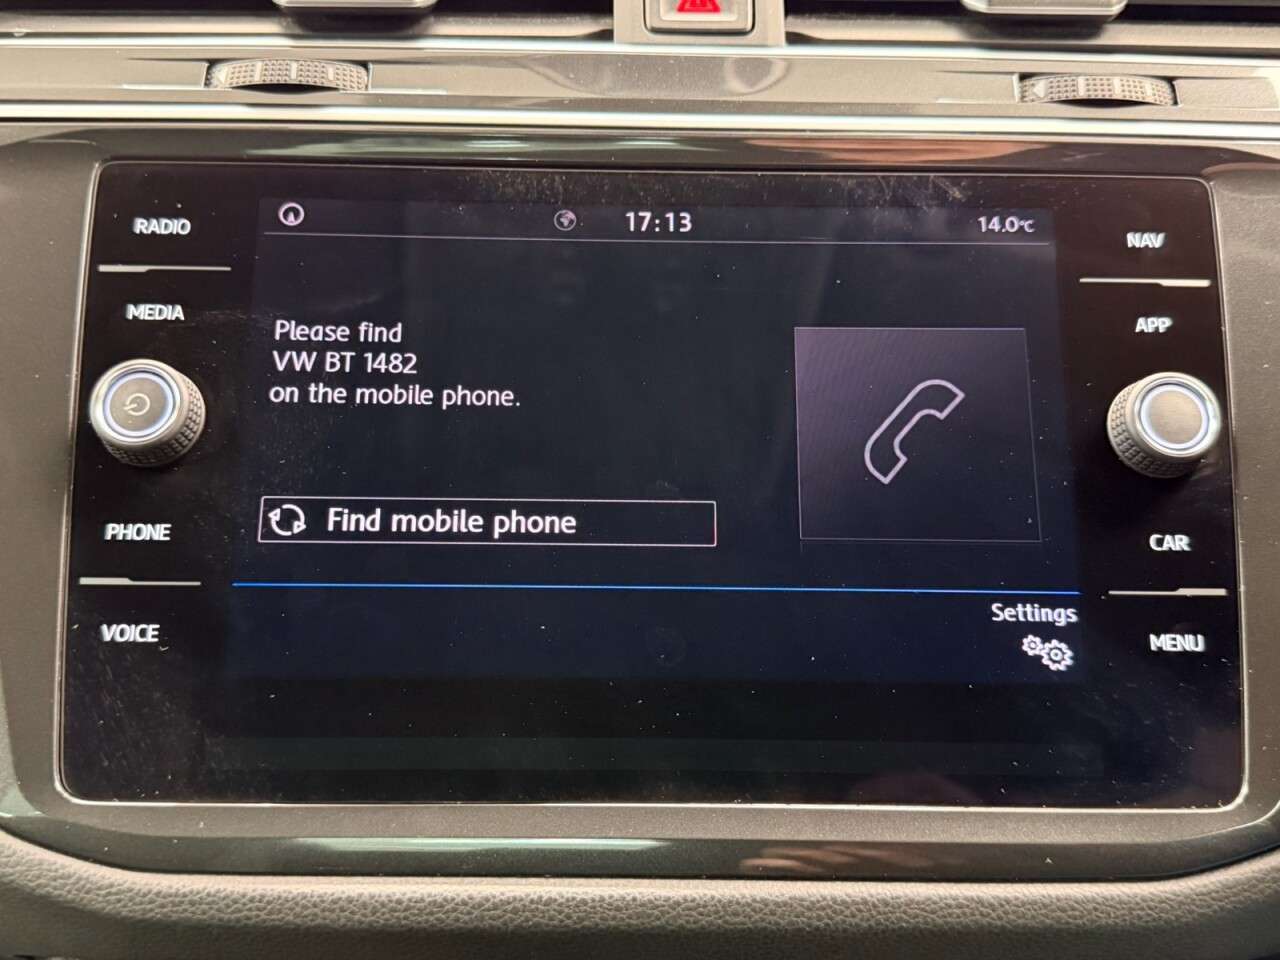 17:13
14.0°C
RADIO
MEDIA
PHONE
VOICE
Please find
VW BT 1482
on the mobile phone.
Find mobile phone
Settings
NAV
APP
CAR
MENU